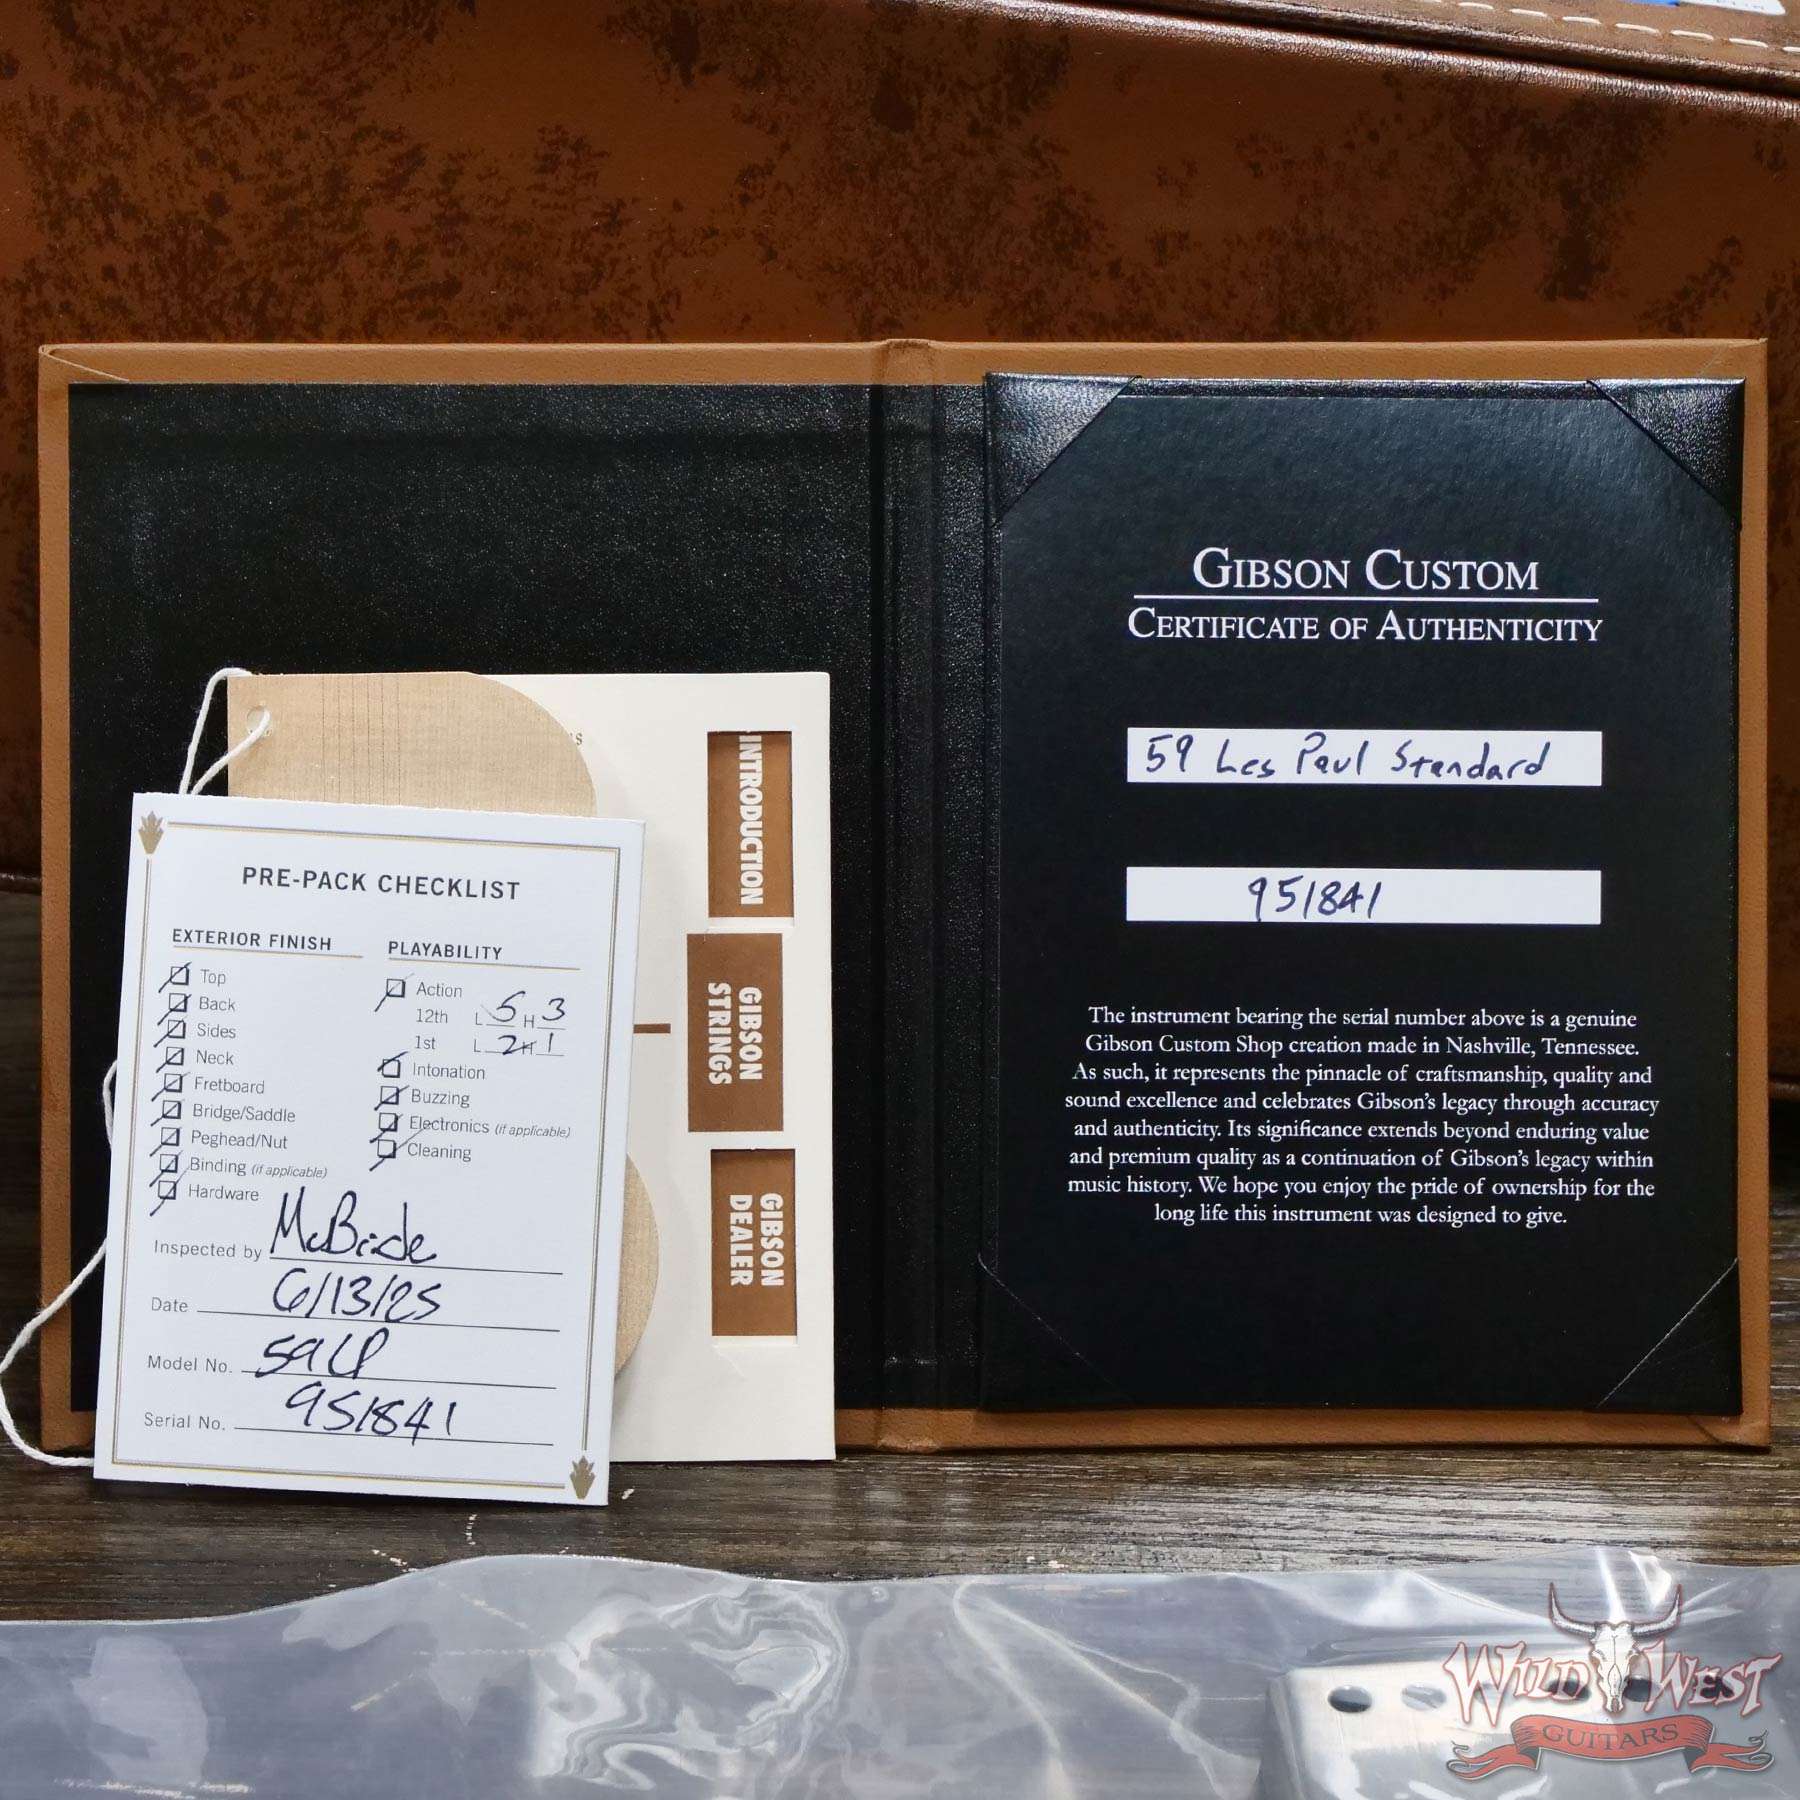 PRE-PACK CHECKLIST
EXTERIOR FINISH
Top
Back
Sides
Neck
Fretboard
Bridge/Saddle
Peghead/Nut
Binding (if applicable)
Hardware
PLAYABILITY
Action
12th L 5 H 3
1st L 2 H 1
Intonation
Buzzing
Electronics (if applicable)
Cleaning
Inspected by McBride
Date 6/13/25
Model No. 59 LP
Serial No. 951841
INTRODUCTION
GIBSON
STRINGS
GIBSON
DEALER
GIBSON CUSTOM
CERTIFICATE OF AUTHENTICITY
59 Les Paul Standard
951841
The instrument bearing the serial number above is a genuine
Gibson Custom Shop creation made in Nashville, Tennessee.
As such, it represents the pinnacle of craftsmanship, quality and
sound excellence and celebrates Gibson's legacy through accuracy
and authenticity. Its significance extends beyond enduring value
and premium quality as a continuation of Gibson's legacy within
music history. We hope you enjoy the pride of ownership for the
long life this instrument was designed to give.
WILD WEST
GUITARS